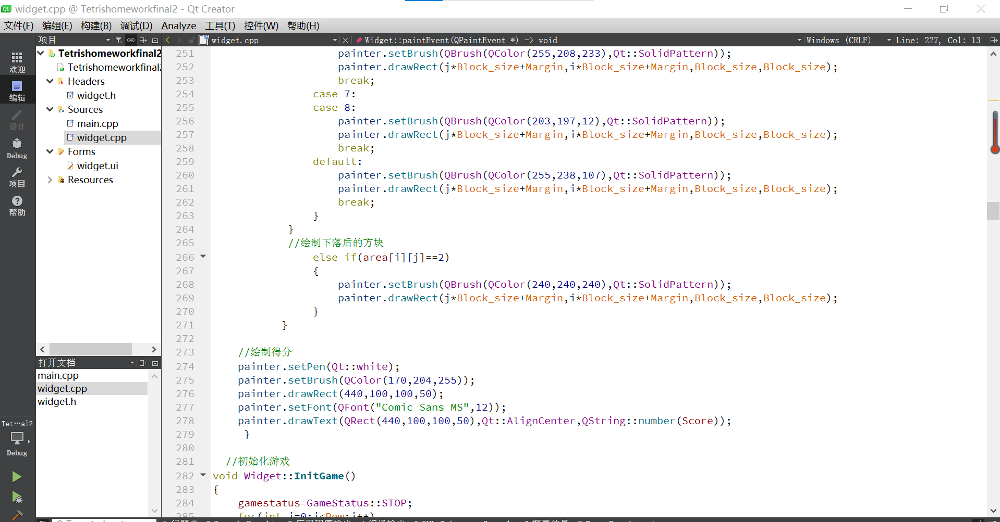 widget.cpp @ Tetrishomeworkfinal2 - Qt Creator
文件(F) 编辑(E) 构建(B) 调试(D) Analyze 工具(T) 控件(W) 帮助(H)
项目
widget.cpp
Widget::paintEvent(QPaintEvent *) -> void
Windows (CRLF)
Line: 227, Col: 13
欢迎
编辑
设计
Debug
项目
帮助
Tet···al2
Debug
Tetrishomeworkfinal2
Tetrishomeworkfinal
Headers
widget.h
Sources
main.cpp
widget.cpp
Forms
widget.ui
Resources
打开文档
main.cpp
widget.cpp
widget.h
251 painter.setBrush(QBrush(QColor(255,208,233),Qt::SolidPattern));
252 painter.drawRect(j*Block_size+Margin,i*Block_size+Margin,Block_size,Block_size);
253 break;
254 case 7:
255 case 8:
256 painter.setBrush(QBrush(QColor(203,197,12),Qt::SolidPattern));
257 painter.drawRect(j*Block_size+Margin,i*Block_size+Margin,Block_size,Block_size);
258 break;
259 default:
260 painter.setBrush(QBrush(QColor(255,238,107),Qt::SolidPattern));
261 painter.drawRect(j*Block_size+Margin,i*Block_size+Margin,Block_size,Block_size);
262 break;
263 }
264 }
265 //绘制下落后的方块
266 else if(area[i][j]==2)
267 {
268 painter.setBrush(QBrush(QColor(240,240,240),Qt::SolidPattern));
269 painter.drawRect(j*Block_size+Margin,i*Block_size+Margin,Block_size,Block_size);
270 }
271 }
272
273 //绘制得分
274 painter.setPen(Qt::white);
275 painter.setBrush(QColor(170,204,255));
276 painter.drawRect(440,100,100,50);
277 painter.setFont(QFont("Comic Sans MS",12));
278 painter.drawText(QRect(440,100,100,50),Qt::AlignCenter,QString::number(Score));
279 }
280
281 //初始化游戏
282 void Widget::InitGame()
283 {
284 gamestatus=GameStatus::STOP;
285 for(int i=0;i<Row;i++)